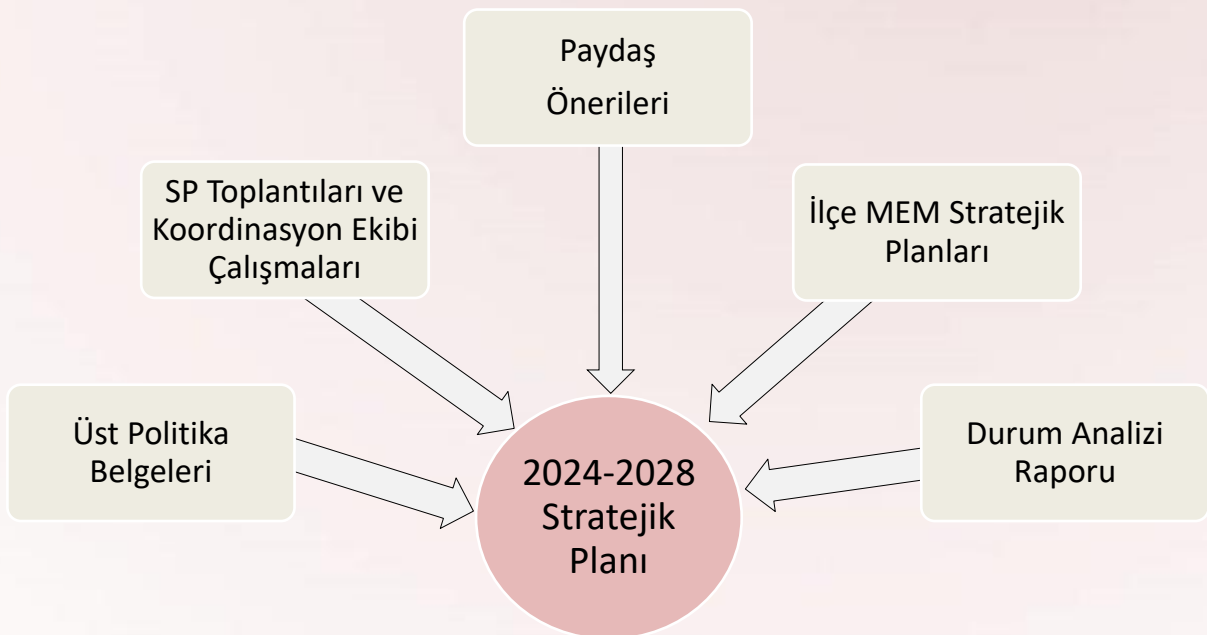 Paydaş
Önerileri
SP Toplantıları ve
Koordinasyon Ekibi
Çalışmaları
İlçe MEM Stratejik
Planları
Üst Politika
Belgeleri
2024-2028
Stratejik
Planı
Durum Analizi
Raporu